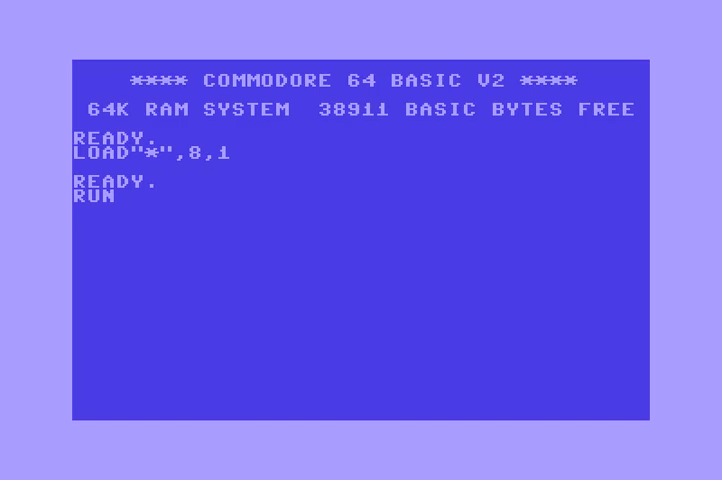 **** COMMODORE 64 BASIC V2 ****
64K RAM SYSTEM  38911 BASIC BYTES FREE
READY.
LOAD"*",8,1
READY.
RUN